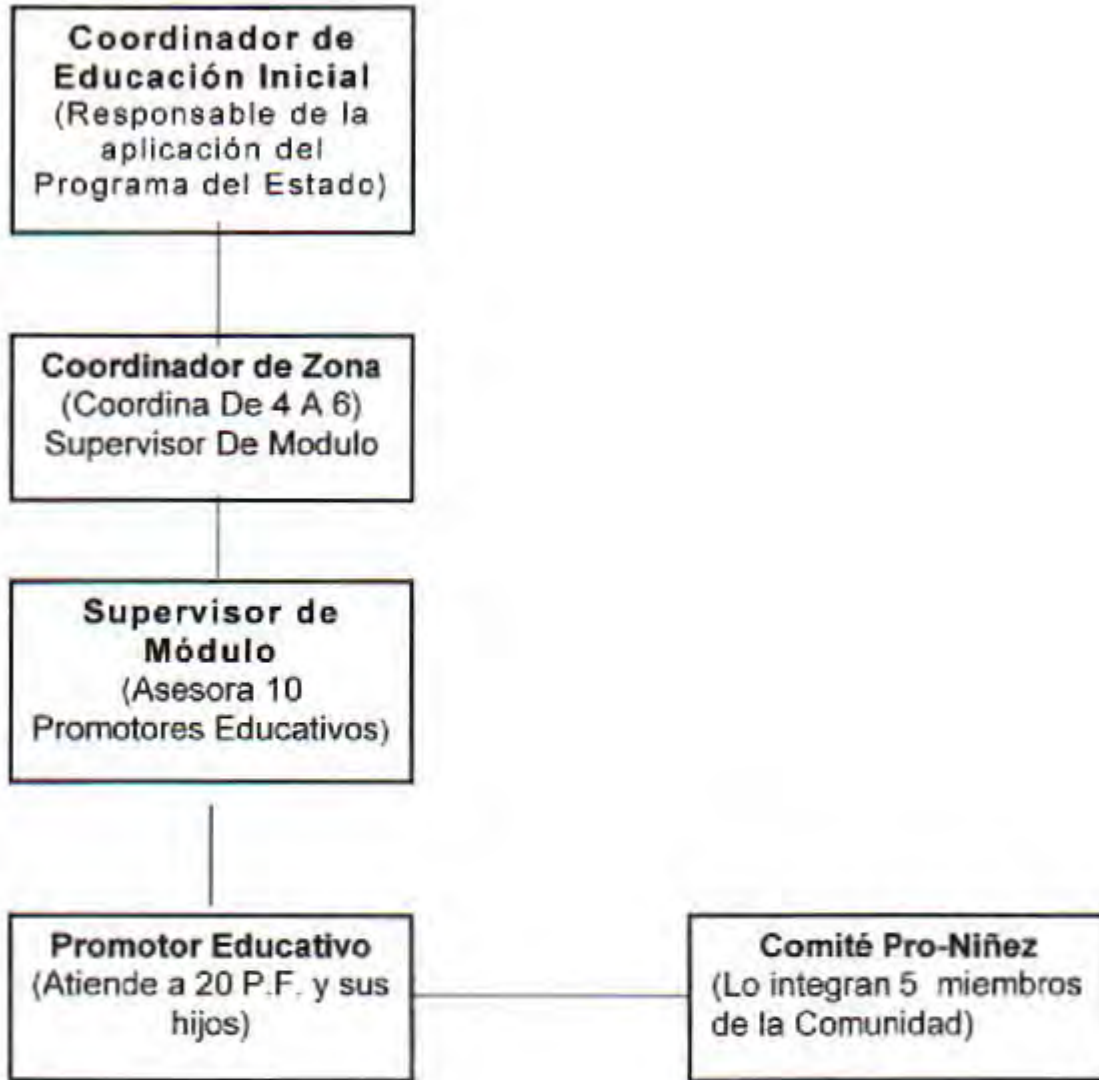 Coordinador de
Educación Inicial
(Responsable de la
aplicación del
Programa del Estado)
Coordinador de Zona
(Coordina De 4 A 6)
Supervisor De Modulo
Supervisor de
Módulo
(Asesora 10
Promotores Educativos)
Promotor Educativo
(Atiende a 20 P.F. y sus
hijos)
Comité Pro-Niñez
(Lo integran 5 miembros
de la Comunidad)